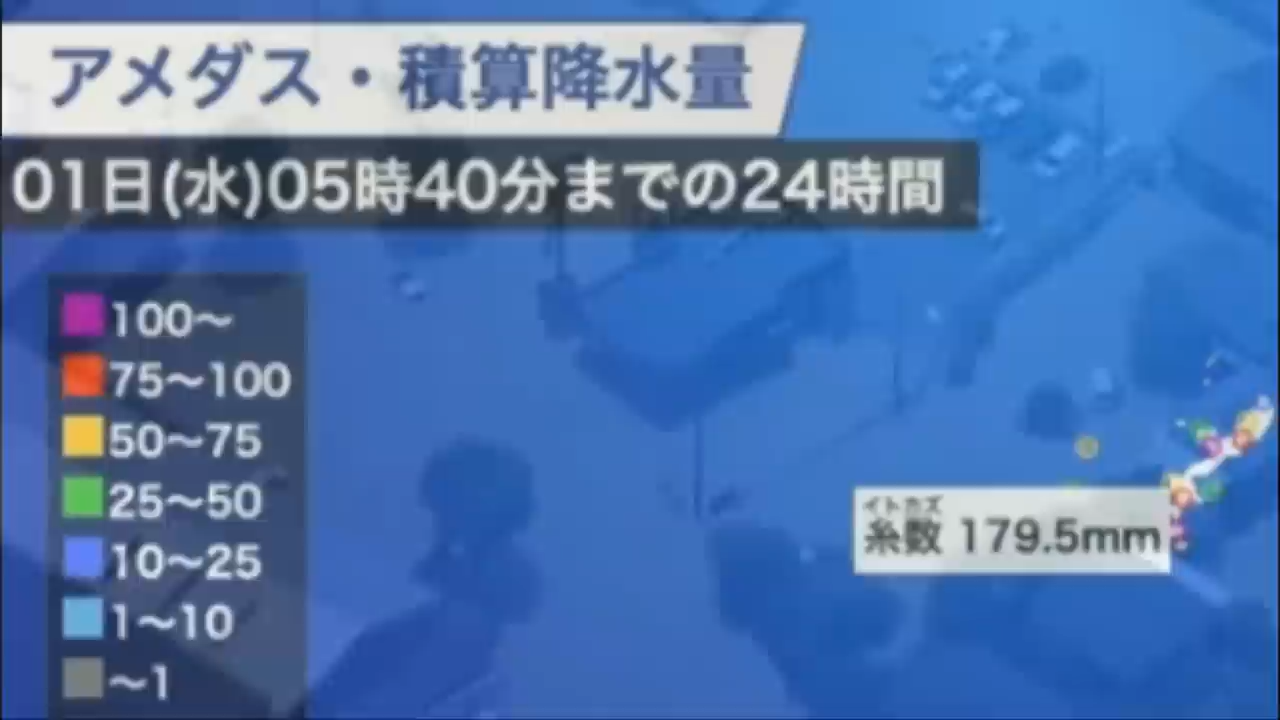 アメダス・積算降水量
01日(水)05時40分までの24時間
100～
75～100
50～75
25～50
10～25
1～10
～1
イトカズ
糸数 179.5mm